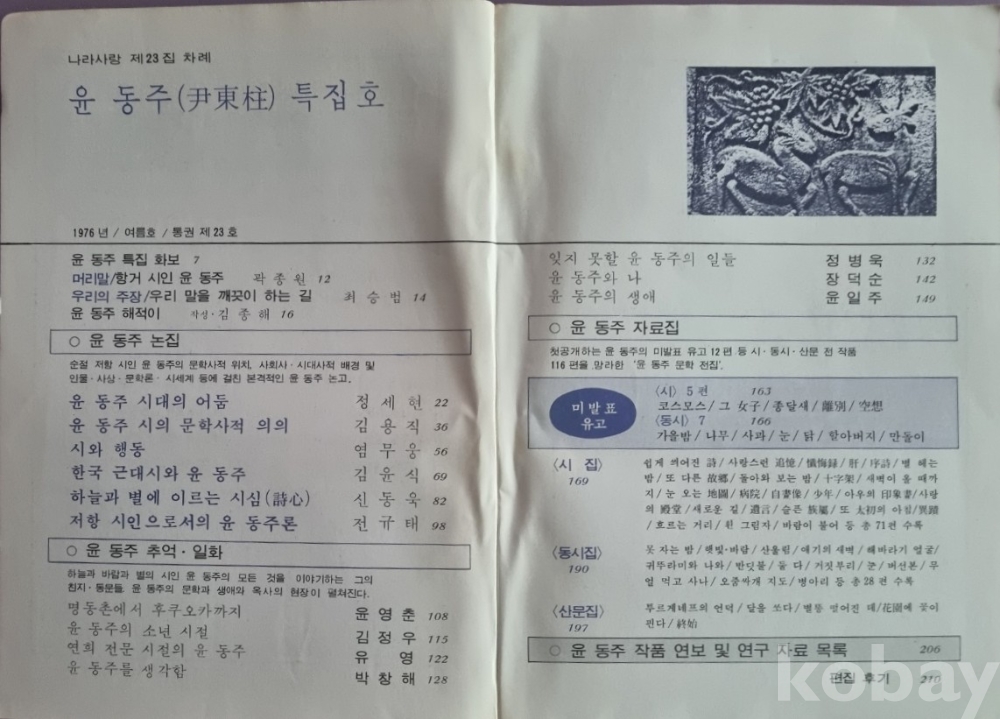 나라사랑 제23집 차례
윤 동주(尹東柱) 특집호
1976년 / 여름호 / 통권 제23호
윤 동주 특집 화보 7
머리말/항거 시인 윤 동주 곽종원 12
우리의 주장/우리 말을 깨끗이 하는 길 최승범 14
윤 동주 해적이 작성·김종해 16
○ 윤 동주 논집
순절 저항 시인 윤 동주의 문학사적 위치, 사회사·시대사적 배경 및
인물·사상·문학론·시세계 등에 걸친 본격적인 윤 동주 논고.
윤 동주 시대의 어둠 정세현 22
윤 동주 시의 문학사적 의의 김용직 36
시와 행동 염무웅 56
한국 근대시와 윤 동주 김윤식 69
하늘과 별에 이르는 시심(詩心) 신동욱 82
저항 시인으로서의 윤 동주론 전규태 98
○ 윤 동주 추억·일화
하늘과 바람과 별의 시인 윤 동주의 모든 것을 이야기하는 그의
친지·동문들. 윤 동주의 문학과 생애와 옥사의 현장이 펼쳐진다.
명동촌에서 후쿠오카까지 윤영춘 108
윤 동주의 소년 시절 김정우 115
연희 전문 시절의 윤 동주 유영 122
윤 동주를 생각함 박창해 128
잊지 못할 윤 동주의 일들 정병욱 132
윤 동주와 나 장덕순 142
윤 동주의 생애 윤일주 149
○ 윤 동주 자료집
첫공개하는 윤 동주의 미발표 유고 12편 등 시·동시·산문 전 작품
116편을 망라한 '윤 동주 문학 전집'.
미발표
유고
〈시〉 5편 163
코스모스/그 女子/종달새/離別/空想
〈동시〉 7 166
가을밤/나무/사과/눈/닭/할아버지/만돌이
〈시 집〉
169
쉽게 씌어진 詩/사랑스런 追憶/懺悔錄/肝/序詩/별 헤는
밤/또 다른 故鄕/돌아와 보는 밤/十字架/새벽이 올 때까
지/눈 오는 地圖/病院/自畫像/少年/아우의 印象畫/사랑
의 殿堂/새로운 길/遺言/슬픈 族屬/또 太初의 아침/異蹟
/흐르는 거리/흰 그림자/바람이 불어 등 총 71편 수록
〈동시집〉
190
못 자는 밤/햇빛·바람/산울림/애기의 새벽/해바라기 얼굴/
귀뚜라미와 나와/반딧불/둘 다/거짓부리/눈/버선본/무
얼 먹고 사나/오줌싸개 지도/병아리 등 총 28편 수록
〈산문집〉
197
투르게네프의 언덕/달을 쏘다/별똥 떨어진 데/花園에 꽃이
핀다/終始
○ 윤 동주 작품 연보 및 연구 자료 목록 206
편집 후기 210
kobay